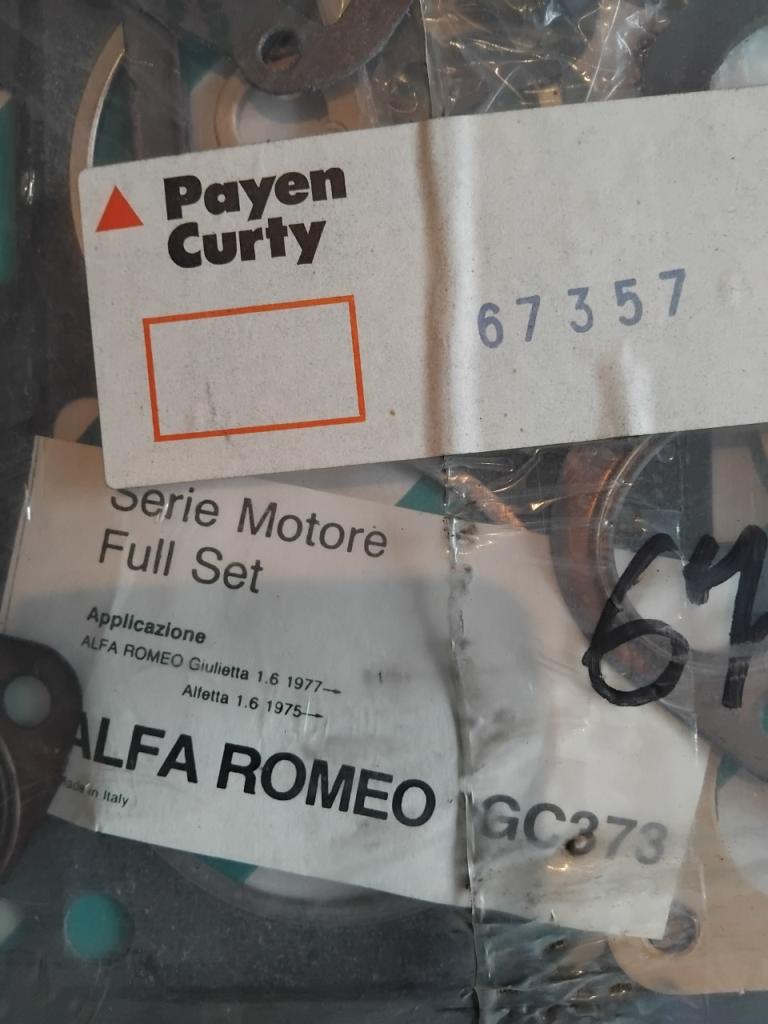 Payen
Curty
67357
Serie Motore
Full Set
Applicazione
ALFA ROMEO Giulietta 1.6 1977→
Alfetta 1.6 1975→
ALFA ROMEO GC373
Made in Italy